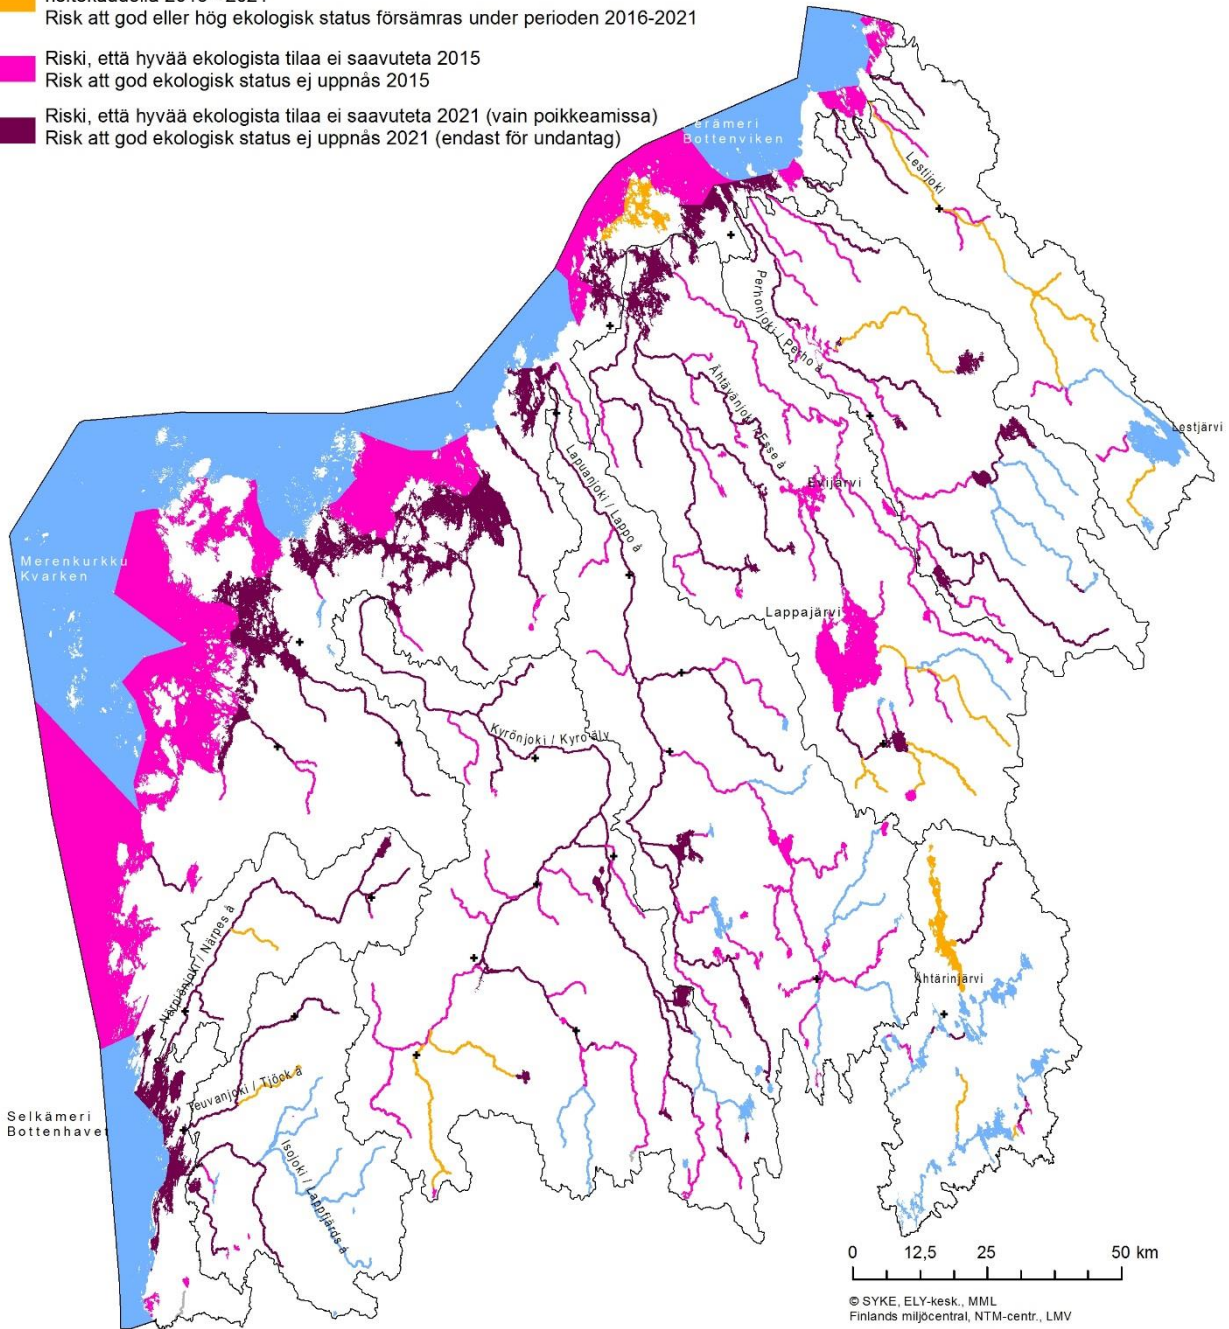 Risk att god eller hög ekologisk status försämras under perioden 2016-2021
Riski, että hyvää ekologista tilaa ei saavuteta 2015
Risk att god ekologisk status ej uppnås 2015
Riski, että hyvää ekologista tilaa ei saavuteta 2021 (vain poikkeamissa)
Risk att god ekologisk status ej uppnås 2021 (endast för undantag)
Perämeri
Bottenviken
Lestijoki
Perhonjoki / Perho å
Ähtävänjoki / Esse å
Lestjärvi
Lapuanjoki / Lappo å
Evijärvi
Merenkurkku
Kvarken
Lappajärvi
Kyrönjoki / Kyro älv
Närpiönjoki / Närpes å
Ähtärinjärvi
Teuvanjoki / Tjöck å
Selkämeri
Bottenhavet
Isojoki / Lappfjärds å
0 12,5 25 50 km
© SYKE, ELY-kesk., MML
Finlands miljöcentral, NTM-centr., LMV